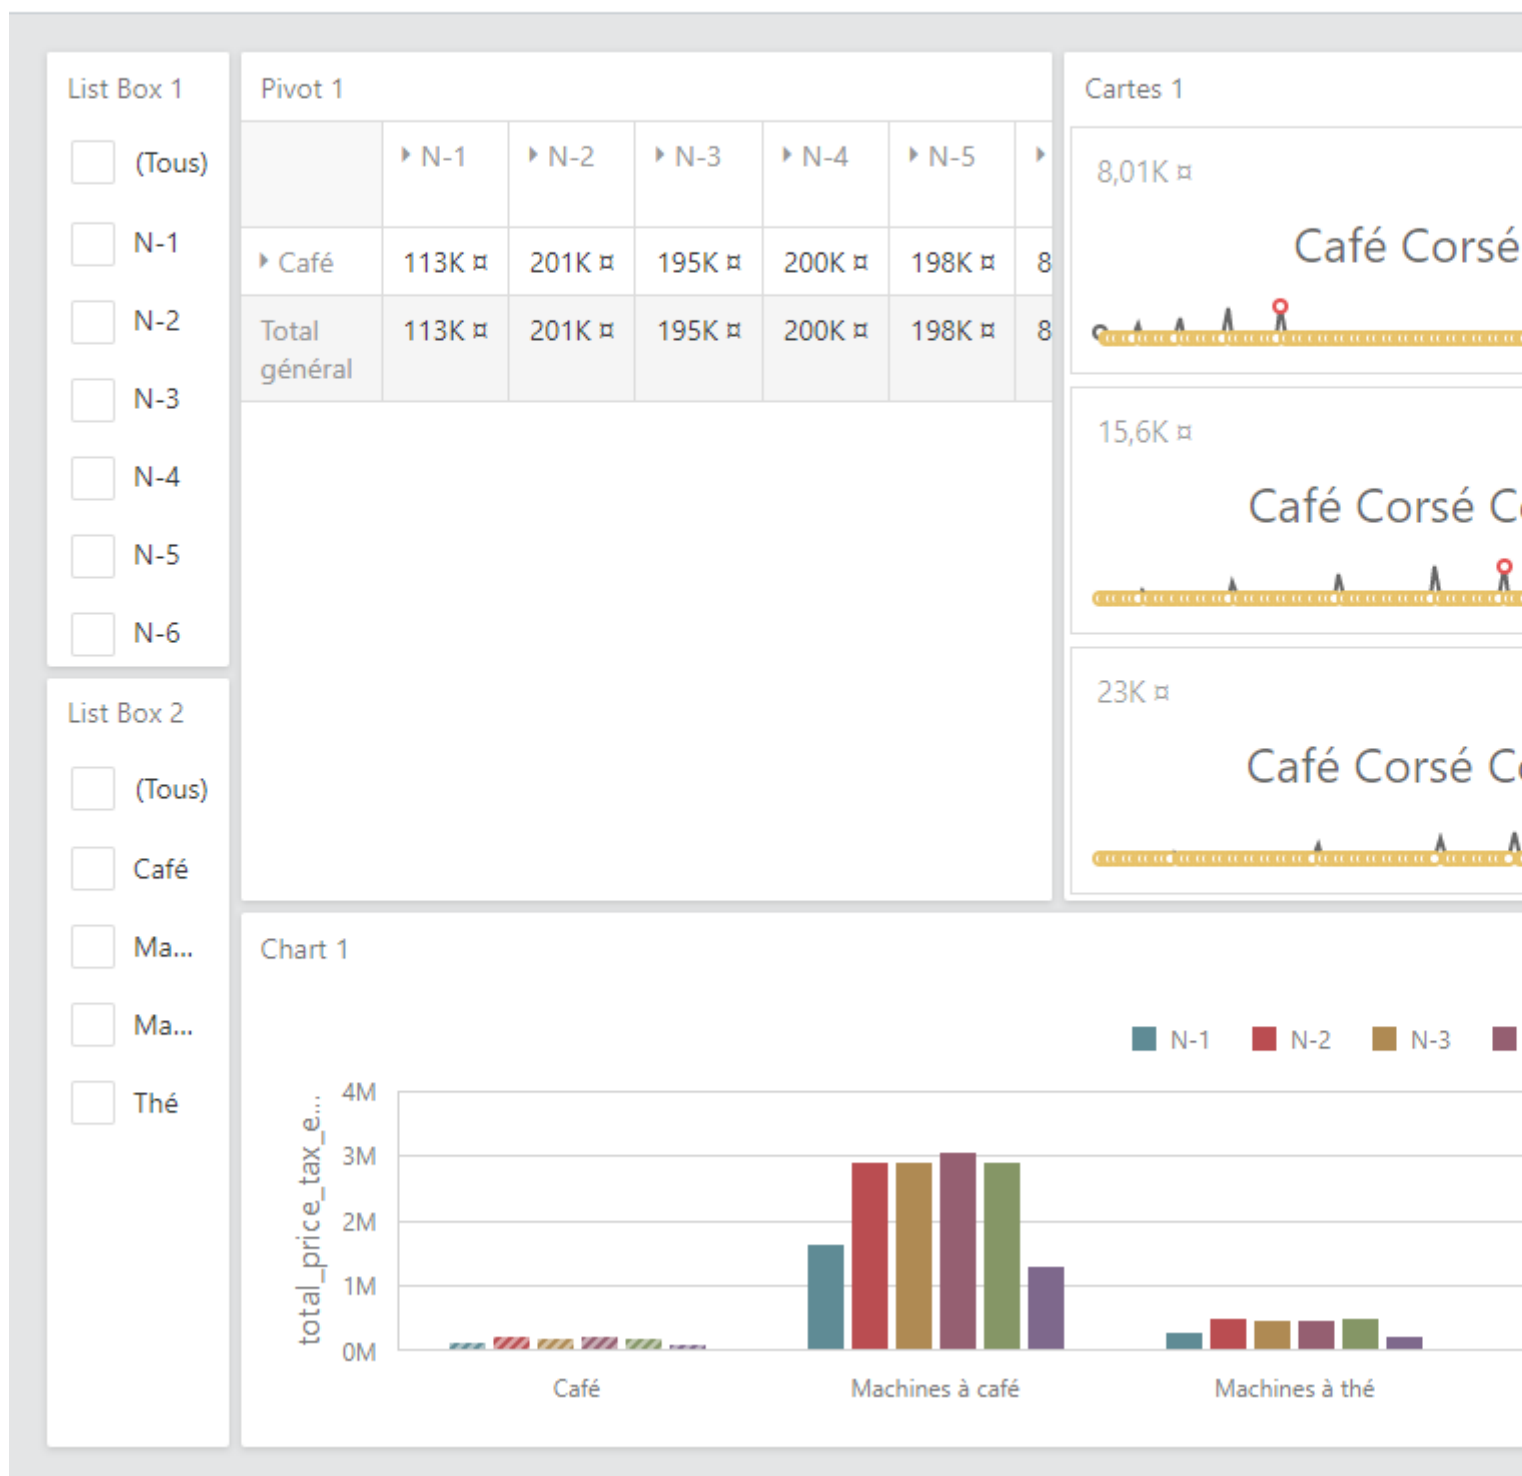 List Box 1
(Tous)
N-1
N-2
N-3
N-4
N-5
N-6
List Box 2
(Tous)
Café
Ma...
Ma...
Thé
Pivot 1
N-1 N-2 N-3 N-4 N-5
Café 113K ¤ 201K ¤ 195K ¤ 200K ¤ 198K ¤ 8
Total
général 113K ¤ 201K ¤ 195K ¤ 200K ¤ 198K ¤ 8
Cartes 1
8,01K ¤
Café Corsé
15,6K ¤
Café Corsé C
23K ¤
Café Corsé C
Chart 1
N-1 N-2 N-3
total_price_tax_e...
4M
3M
2M
1M
0M
Café Machines à café Machines à thé